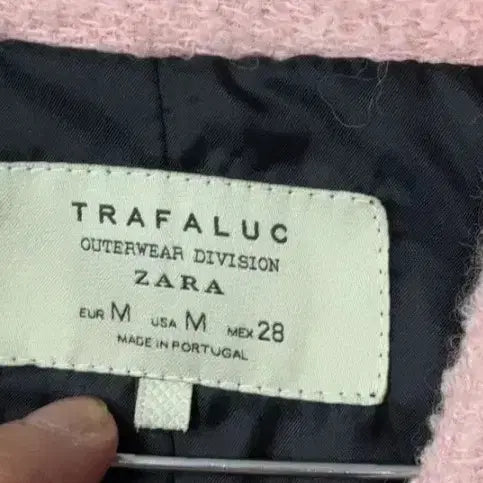 TRAFALUC
OUTERWEAR DIVISION
ZARA
EUR M USA M MEX 28
MADE IN PORTUGAL